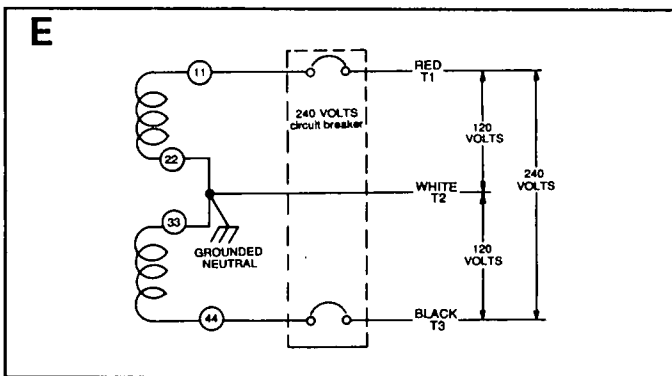 E
11
RED
T1
240 VOLTS
circuit breaker
120
VOLTS
22
240
VOLTS
WHITE
T2
33
GROUNDED
NEUTRAL
120
VOLTS
44
BLACK
T3